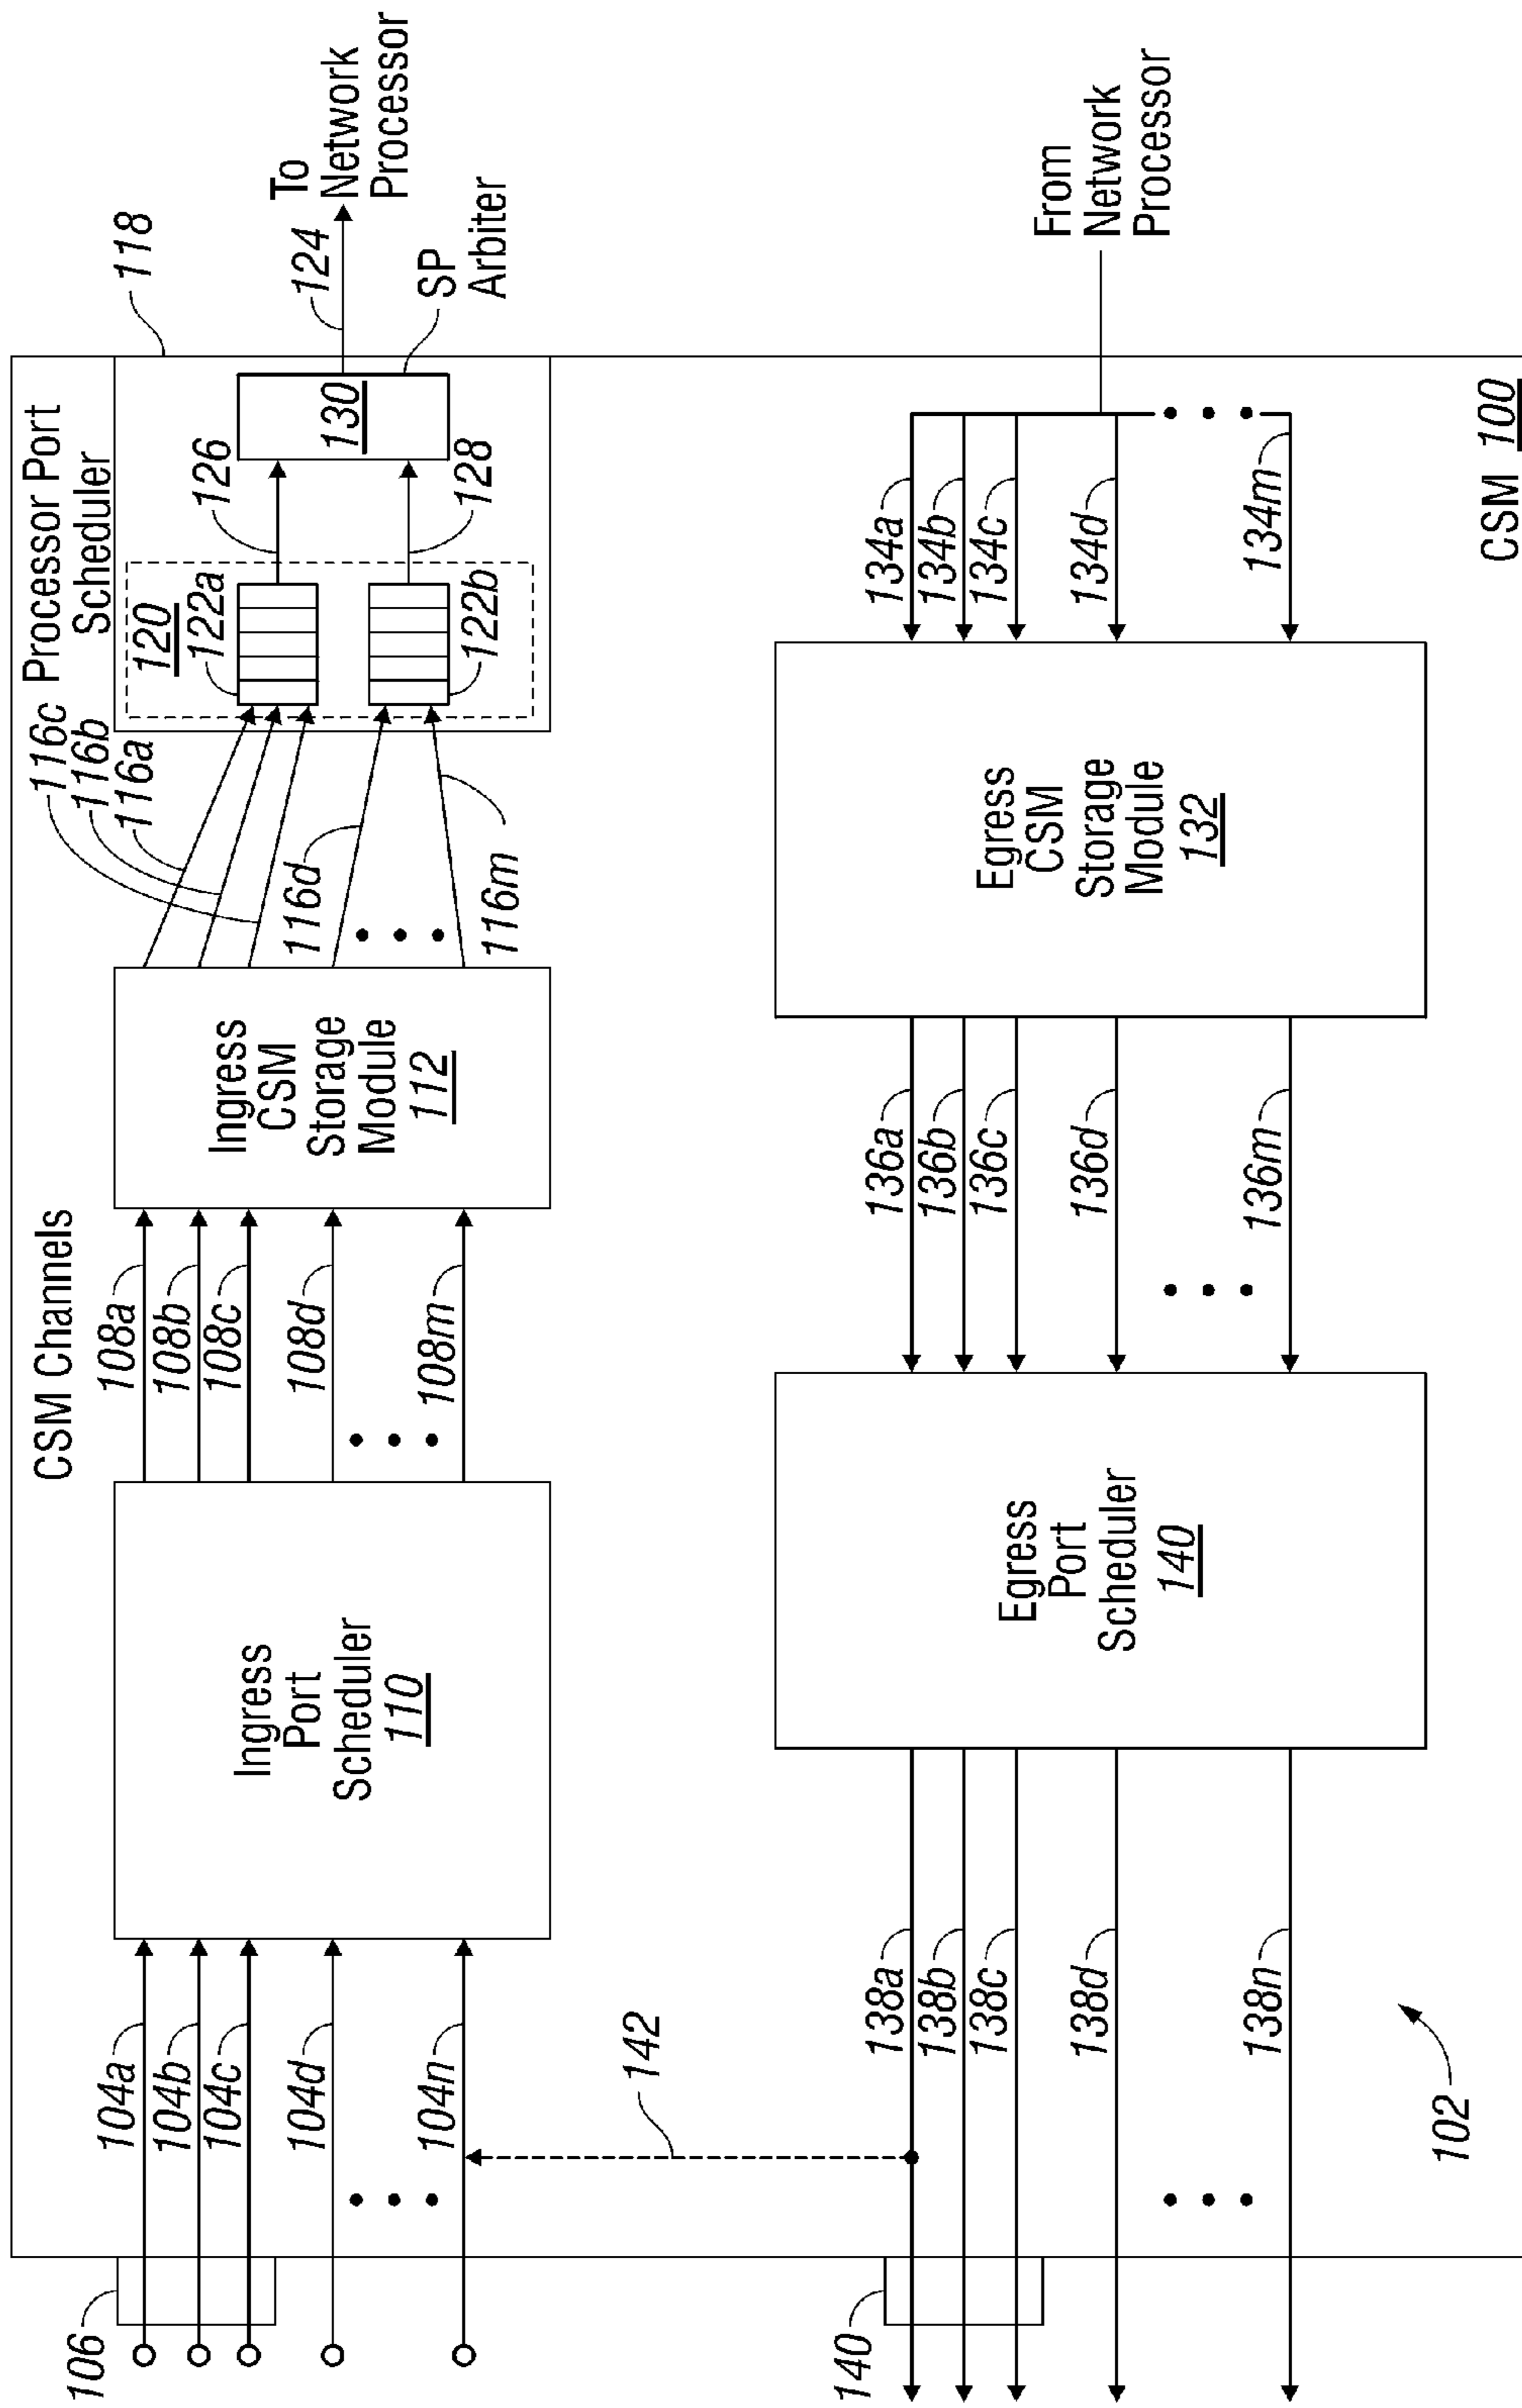 CSM Channels
Processor Port
Scheduler
118
106
104a
104b
104c
104d
104n
Ingress
Port
Scheduler
110
108a
108b
108c
108d
108m
Ingress
CSM
Storage
Module
112
116c
116b
116a
116d
116m
120
122a
122b
126
128
130
124
To
Network
Processor
SP
Arbiter
142
140
138a
138b
138c
138d
138n
Egress
Port
Scheduler
140
136a
136b
136c
136d
136m
Egress
CSM
Storage
Module
132
134a
134b
134c
134d
134m
From
Network
Processor
102
CSM 100